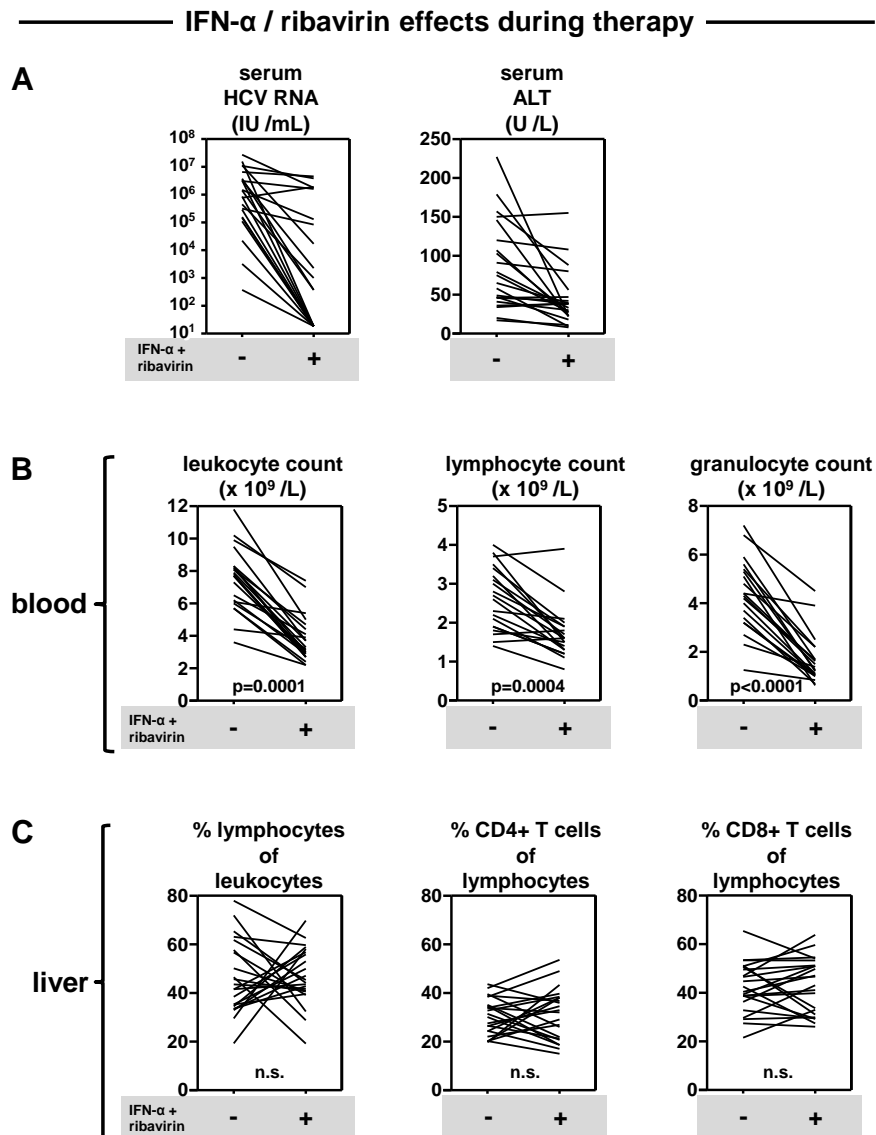 IFN-α / ribavirin effects during therapy
A
serum
HCV RNA
(IU /mL)
10⁸
10⁷
10⁶
10⁵
10⁴
10³
10²
10¹
IFN-α +
ribavirin
- +
serum
ALT
(U /L)
250
200
150
100
50
0
- +
B
blood
leukocyte count
(x 10⁹ /L)
12
10
8
6
4
2
0
p=0.0001
IFN-α +
ribavirin
- +
lymphocyte count
(x 10⁹ /L)
5
4
3
2
1
0
p=0.0004
- +
granulocyte count
(x 10⁹ /L)
8
6
4
2
0
p<0.0001
- +
C
liver
% lymphocytes
of
leukocytes
80
60
40
20
0
n.s.
IFN-α +
ribavirin
- +
% CD4+ T cells
of
lymphocytes
80
60
40
20
0
n.s.
- +
% CD8+ T cells
of
lymphocytes
80
60
40
20
0
n.s.
- +